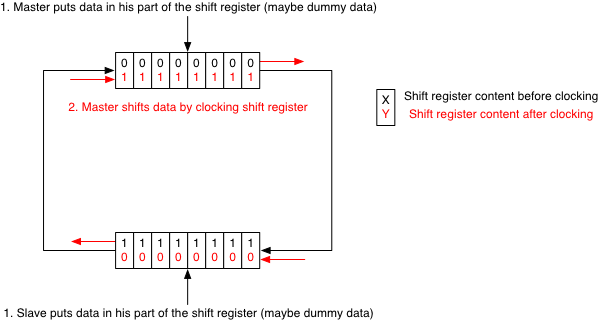 1. Master puts data in his part of the shift register (maybe dummy data)
0 0 0 0 0 0 0 0
1 1 1 1 1 1 1 1
2. Master shifts data by clocking shift register
X Shift register content before clocking
Y Shift register content after clocking
1 1 1 1 1 1 1 1
0 0 0 0 0 0 0 0
1. Slave puts data in his part of the shift register (maybe dummy data)